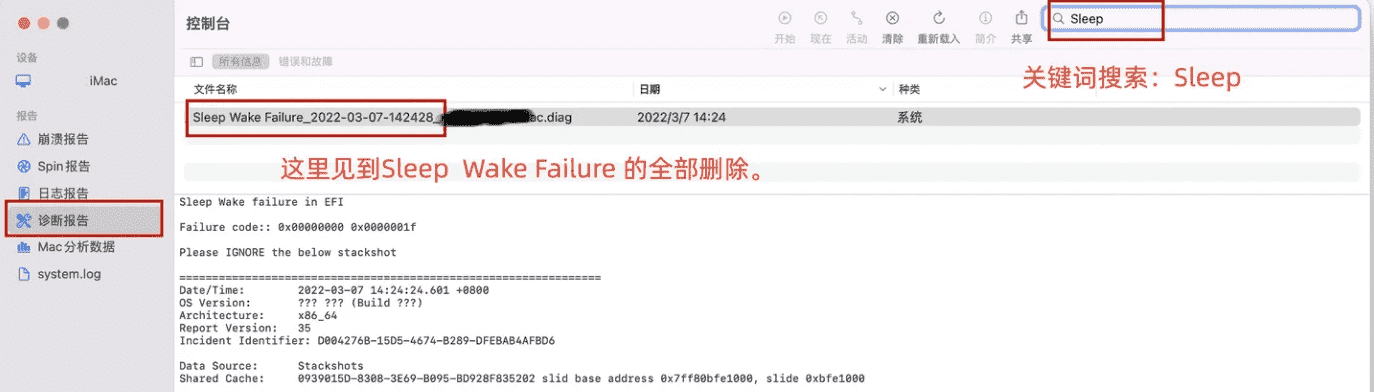 控制台
开始
现在
活动
清除
重新载入
简介
共享
Sleep
设备
iMac
报告
崩溃报告
Spin 报告
日志报告
诊断报告
Mac分析数据
system.log
所有信息
错误和故障
关键词搜索：Sleep
文件名称
日期
种类
Sleep Wake Failure_2022-03-07-142428_ ac.diag
2022/3/7 14:24
系统
这里见到Sleep Wake Failure 的全部删除。
Sleep Wake failure in EFI
Failure code:: 0x00000000 0x0000001f
Please IGNORE the below stackshot
================================================================
Date/Time: 2022-03-07 14:24:24.601 +0800
OS Version: ??? ??? (Build ???)
Architecture: x86_64
Report Version: 35
Incident Identifier: D004276B-15D5-4674-B289-DFEBAB4AFBD6
Data Source: Stackshots
Shared Cache: 0939015D-8308-3E69-B095-BD928F835202 slid base address 0x7ff80bfe1000, slide 0xbfe1000